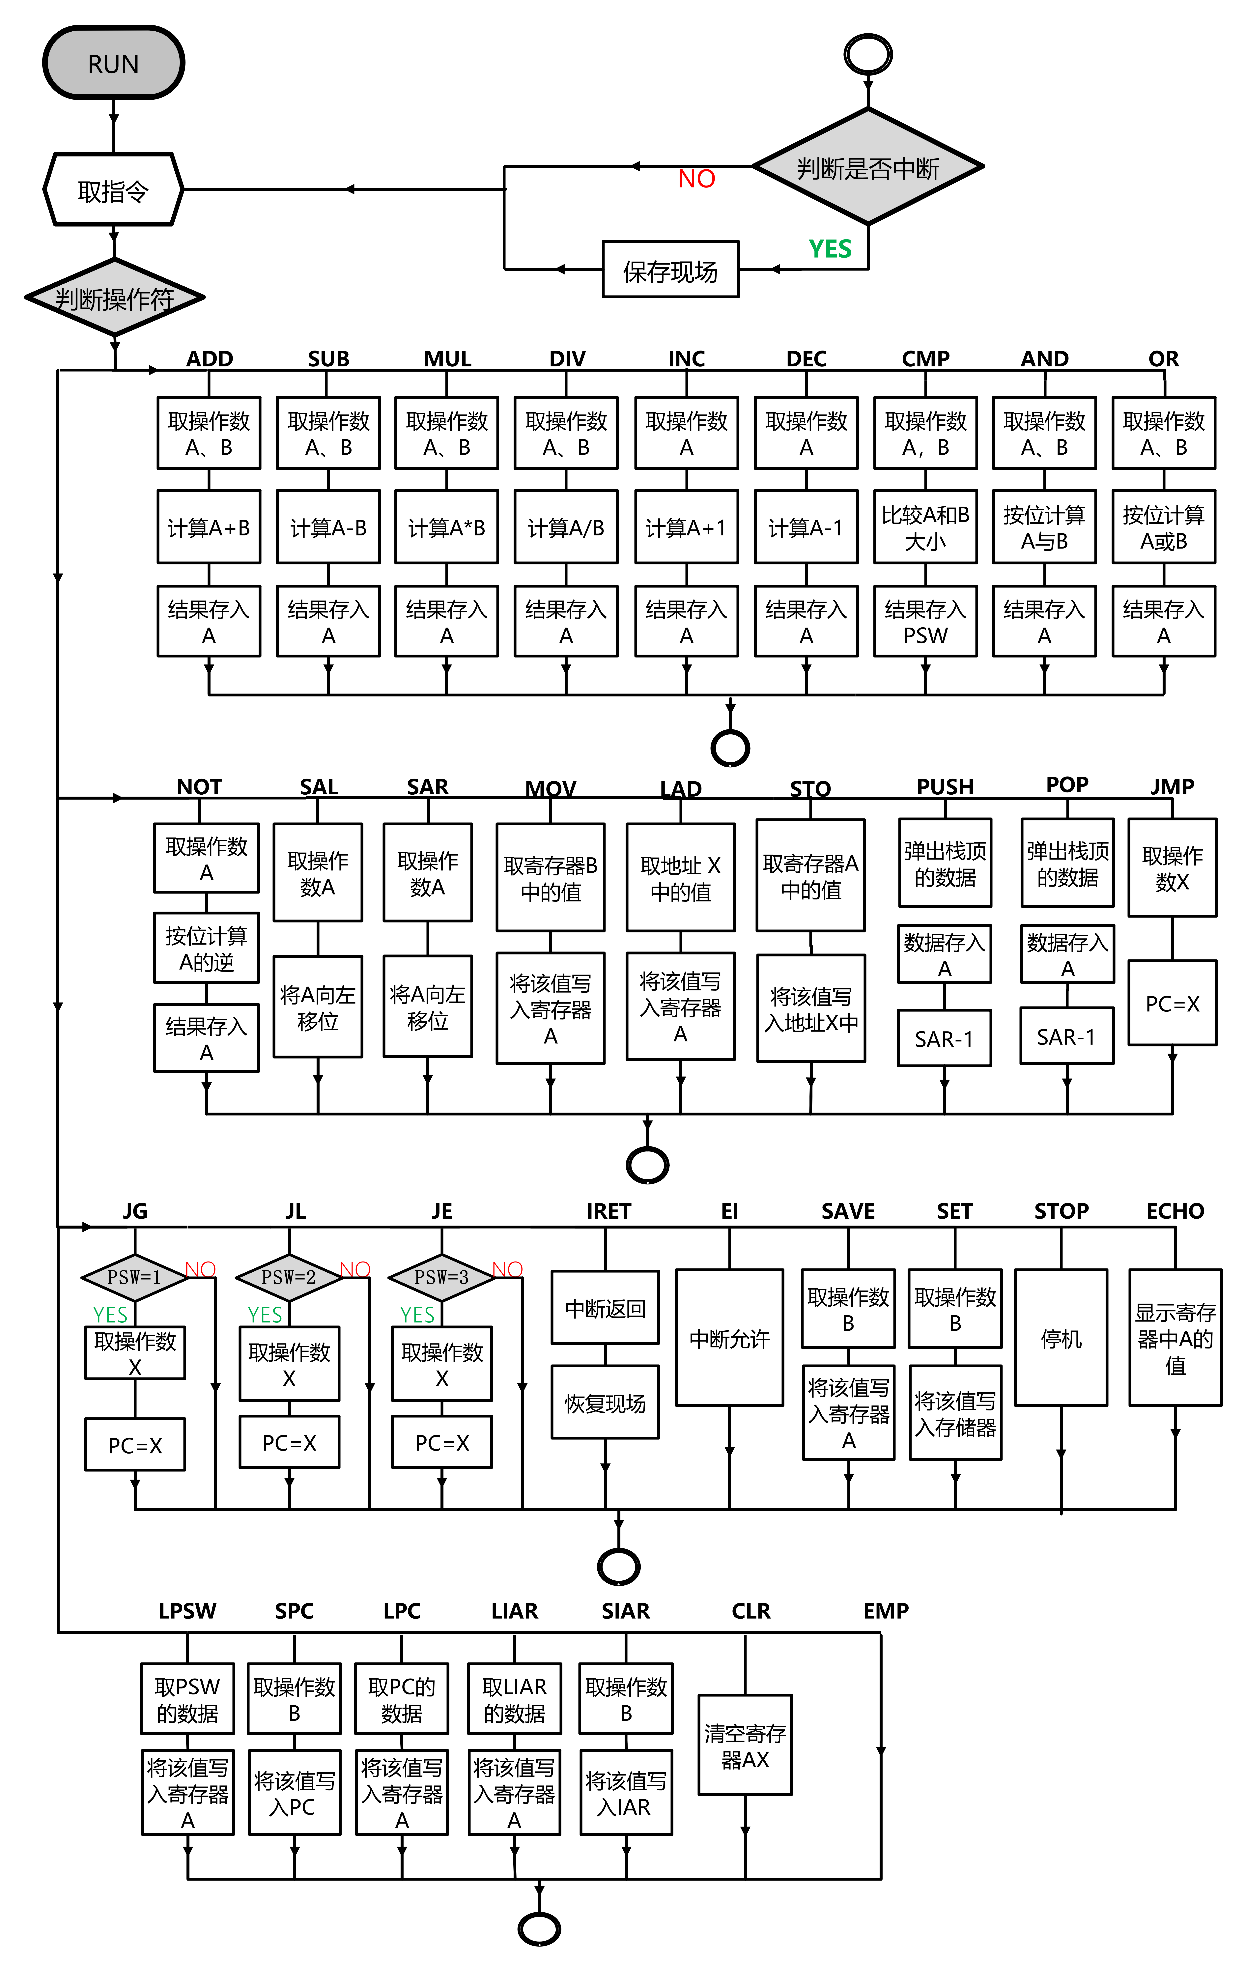 RUN
取指令
判断是否中断
NO
YES
保存现场
判断操作符
ADD
SUB
MUL
DIV
INC
DEC
CMP
AND
OR
取操作数
A、B
取操作数
A、B
取操作数
A、B
取操作数
A、B
取操作数
A
取操作数
A
取操作数
A，B
取操作数
A、B
取操作数
A、B
计算A+B
计算A-B
计算A*B
计算A/B
计算A+1
计算A-1
比较A和B
大小
按位计算
A与B
按位计算
A或B
结果存入
A
结果存入
A
结果存入
A
结果存入
A
结果存入
A
结果存入
A
结果存入
PSW
结果存入
A
结果存入
A
NOT
SAL
SAR
MOV
LAD
STO
PUSH
POP
JMP
取操作数
A
按位计算
A的逆
结果存入
A
取操作
数A
将A向左
移位
取操作
数A
将A向左
移位
取寄存器B
中的值
将该值写
入寄存器
A
取地址 X
中的值
将该值写
入寄存器
A
取寄存器A
中的值
将该值写
入地址X中
弹出栈顶
的数据
数据存入
A
SAR-1
弹出栈顶
的数据
数据存入
A
SAR-1
取操作
数X
PC=X
JG
JL
JE
IRET
EI
SAVE
SET
STOP
ECHO
PSW=1
NO
YES
取操作数
X
PC=X
PSW=2
NO
YES
取操作数
X
PC=X
PSW=3
NO
YES
取操作数
X
PC=X
中断返回
恢复现场
中断允许
取操作数
B
将该值写
入寄存器
A
取操作数
B
将该值写
入存储器
停机
显示寄存
器中A的
值
LPSW
SPC
LPC
LIAR
SIAR
CLR
EMP
取PSW
的数据
将该值写
入寄存器
A
取操作数
B
将该值写
入PC
取PC的
数据
将该值写
入寄存器
A
取LIAR
的数据
将该值写
入寄存器
A
取操作数
B
将该值写
入IAR
清空寄存
器AX